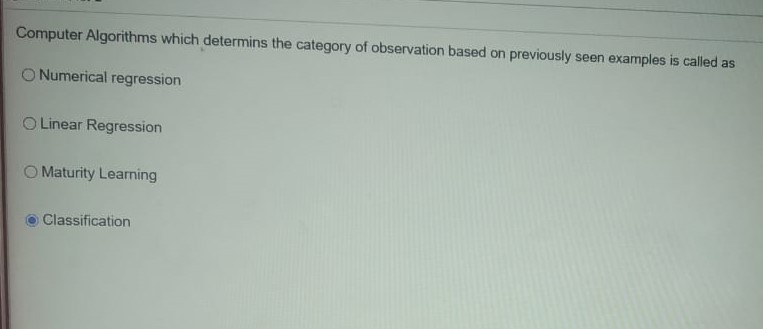 Computer Algorithms which determins the category of observation based on previously seen examples is called as
Numerical regression
Linear Regression
Maturity Learning
Classification